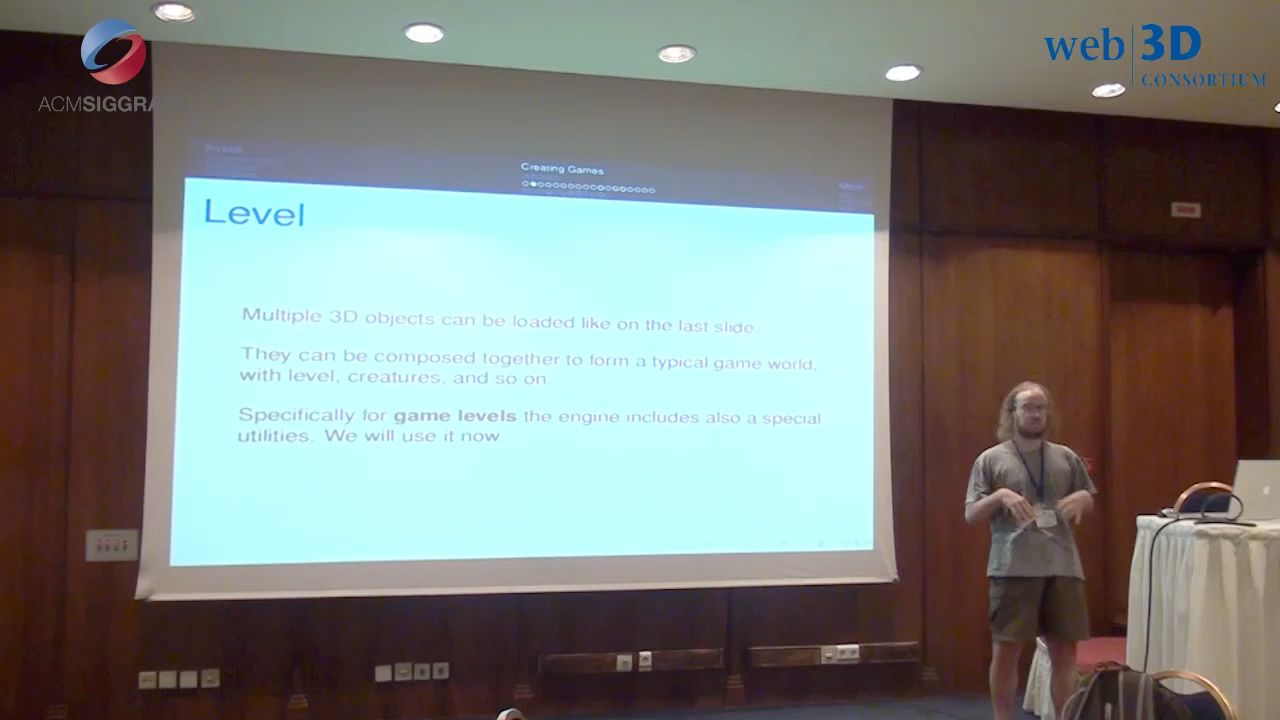 ACMSIGGRA
web 3D
CONSORTIUM
Creating Games
Level
Multiple 3D objects can be loaded like on the last slide
They can be composed together to form a typical game world,
with level, creatures, and so on.
Specifically for game levels the engine includes also a special
utilities. We will use it now.